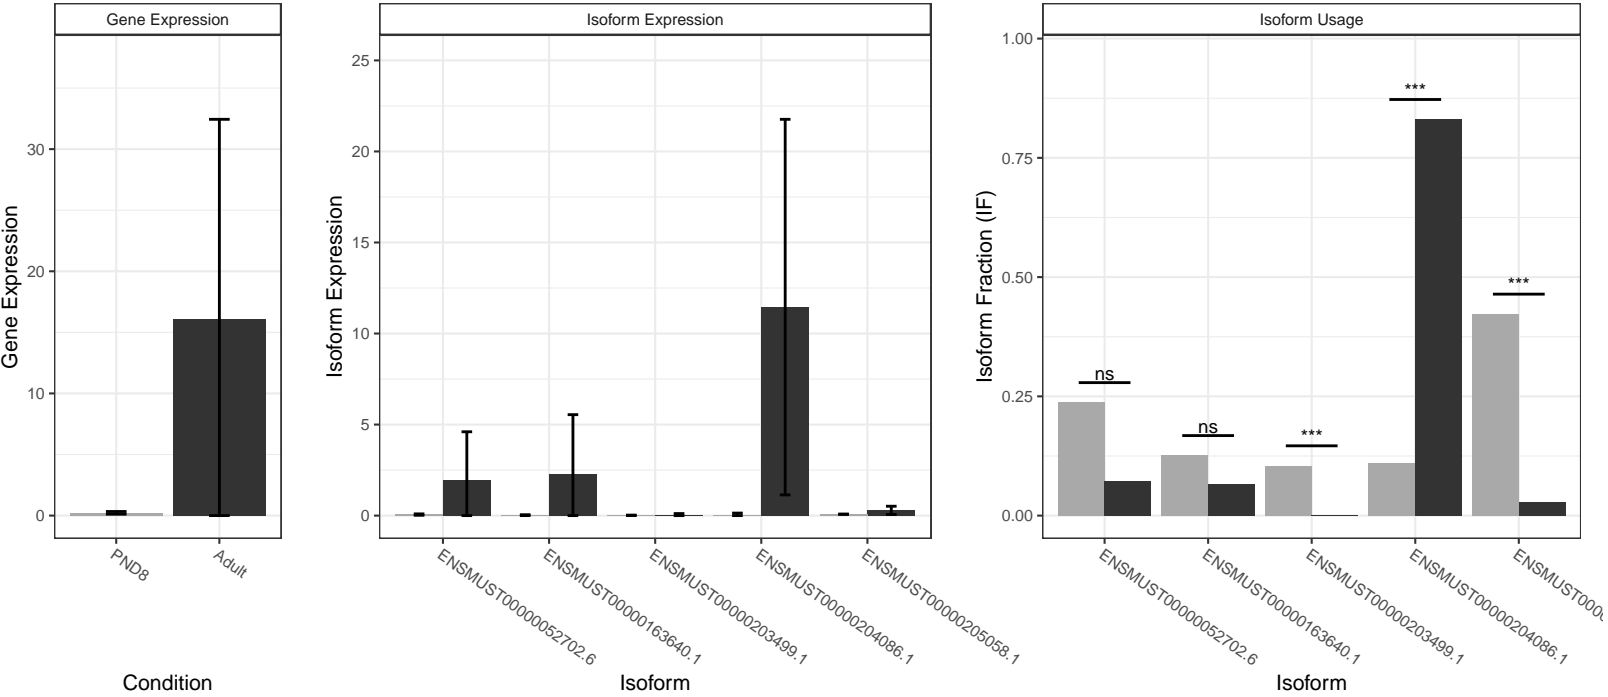 Gene Expression
Isoform Expression
Isoform Usage
Gene Expression
30
20
10
0
PND8
Adult
Condition
Isoform Expression
25
20
15
10
5
0
ENSMUST00000052702.6
ENSMUST00000163640.1
ENSMUST00000203499.1
ENSMUST00000204086.1
ENSMUST00000205058.1
Isoform
Isoform Fraction (IF)
1.00
0.75
0.50
0.25
0.00
ns
ns
***
***
***
ENSMUST00000052702.6
ENSMUST00000163640.1
ENSMUST00000203499.1
ENSMUST00000204086.1
ENSMUST000
Isoform